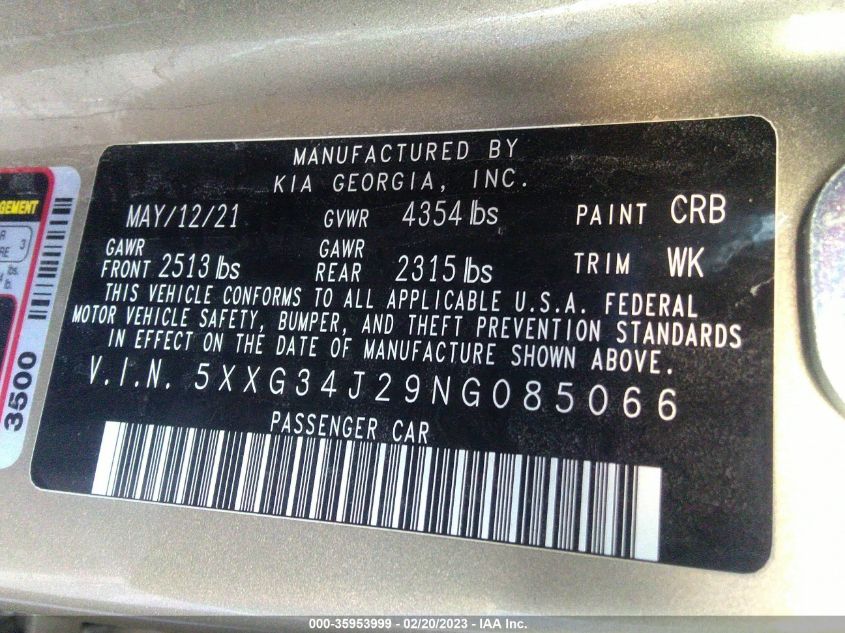 MANUFACTURED BY
KIA GEORGIA, INC.
MAY/12/21 GVWR 4354 lbs PAINT CRB
GAWR FRONT 2513 lbs GAWR REAR 2315 lbs TRIM WK
THIS VEHICLE CONFORMS TO ALL APPLICABLE U.S.A. FEDERAL
MOTOR VEHICLE SAFETY, BUMPER, AND THEFT PREVENTION STANDARDS
IN EFFECT ON THE DATE OF MANUFACTURE SHOWN ABOVE.
V.I.N. 5XXG34J29NG085066
PASSENGER CAR
3
lbs.
lb.
3500
000-35953999 — 02/20/2023 — IAA Inc.